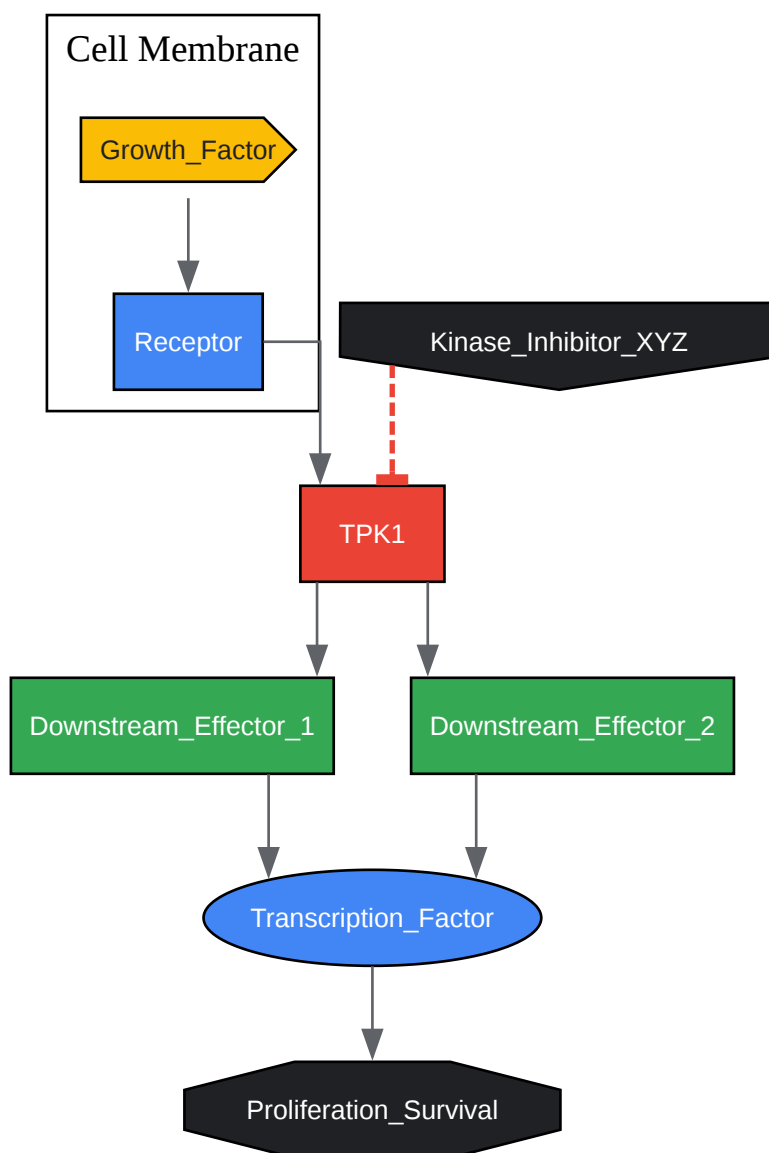 Cell Membrane
Growth_Factor
Receptor
Kinase_Inhibitor_XYZ
TPK1
Downstream_Effector_1
Downstream_Effector_2
Transcription_Factor
Proliferation_Survival